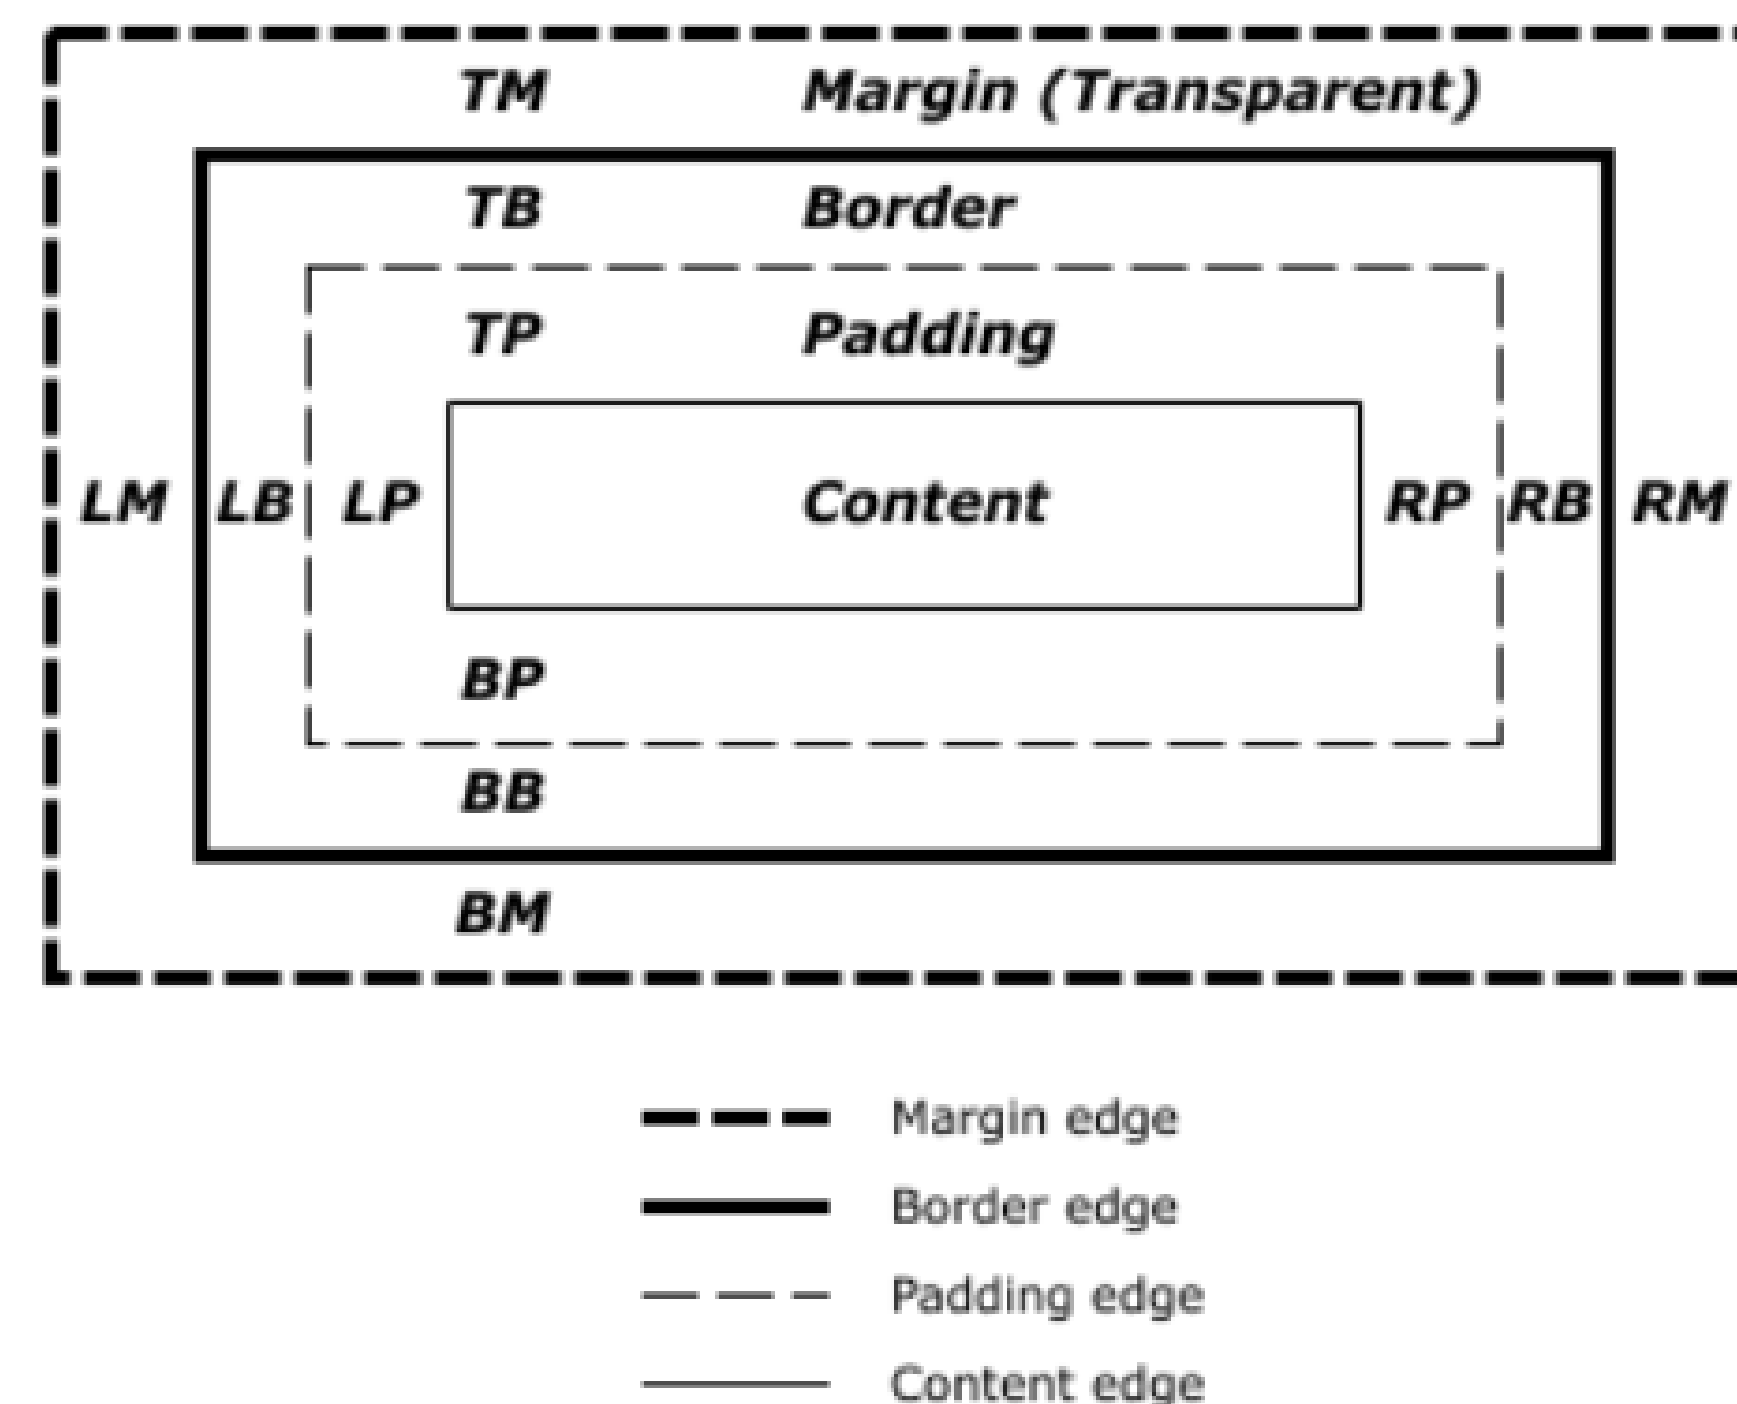 TM Margin (Transparent)
TB Border
TP Padding
LM LB LP Content RP RB RM
BP
BB
BM
Margin edge
Border edge
Padding edge
Content edge